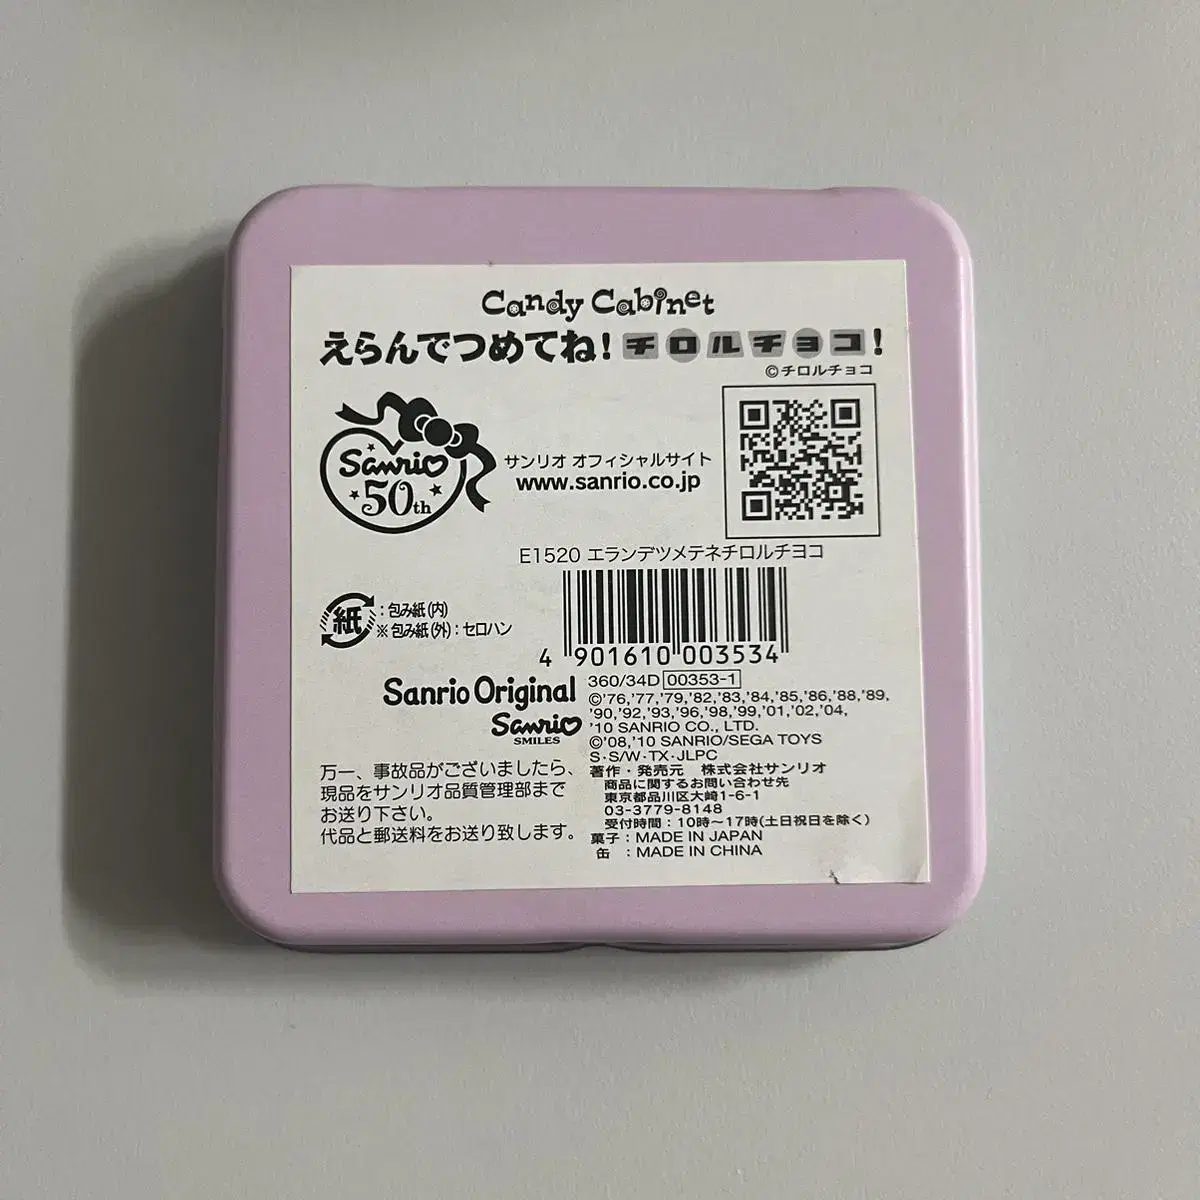 Candy Cabinet
えらんでつめてね!チロルチョコ!
©チロルチョコ
Sanrio
50th
サンリオ オフィシャルサイト
www.sanrio.co.jp
E1520 エランデツメテネチロルチヨコ
紙:包み紙(内)
※包み紙(外):セロハン
4 901610 003534
Sanrio Original
Sanrio
SMILES
360/34D 00353-1
©'76,'77,'79,'82,'83,'84,'85,'86,'88,'89,
'90,'92,'93,'96,'98,'99,'01,'02,'04,
'10 SANRIO CO., LTD.
©'08,'10 SANRIO/SEGA TOYS
S・S/W・TX・JLPC
万一、事故品がございましたら、
現品をサンリオ品質管理部まで
お送り下さい。
代品と郵送料をお送り致します。
著作・発売元 株式会社サンリオ
商品に関するお問い合わせ先
東京都品川区大崎1-6-1
03-3779-8148
受付時間:10時〜17時(土日祝日を除く)
菓子:MADE IN JAPAN
缶 :MADE IN CHINA